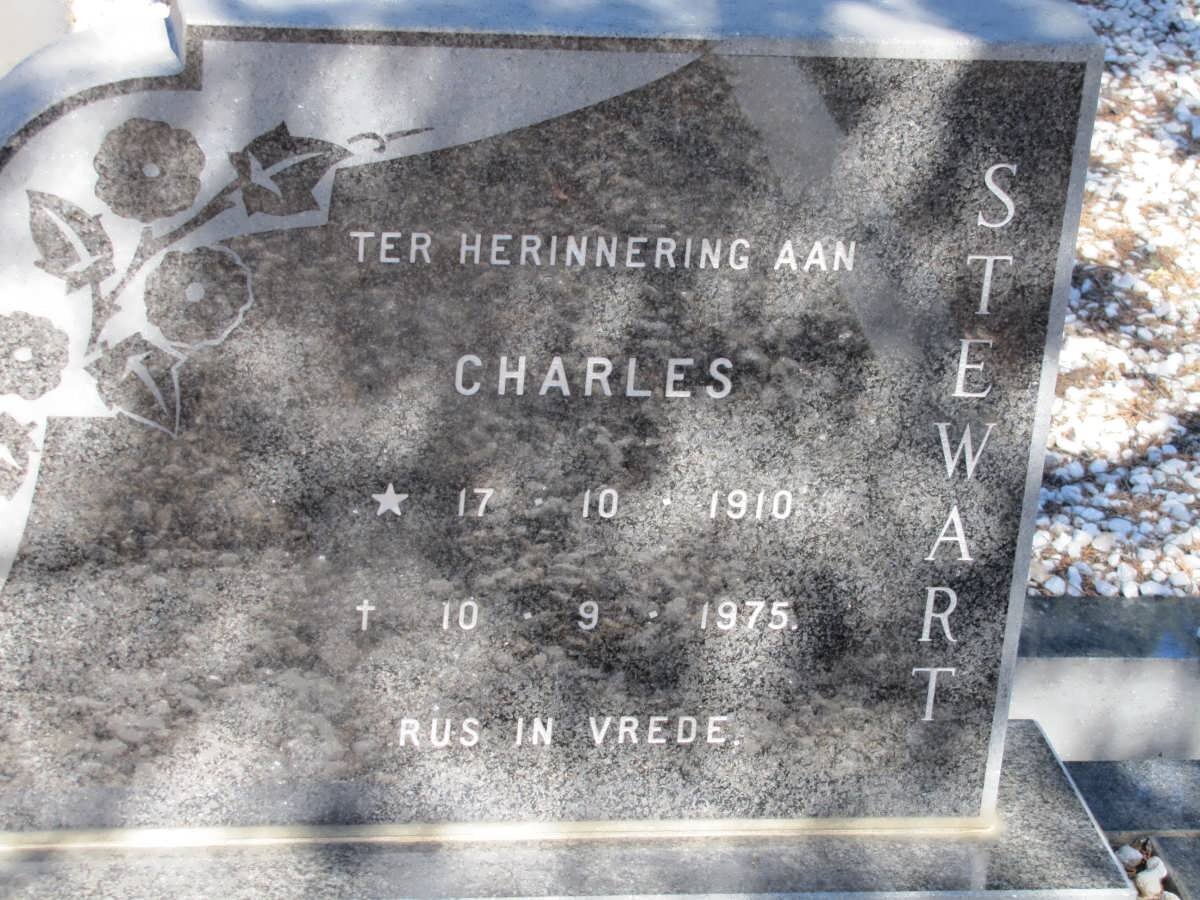 TER HERINNERING AAN
CHARLES
★ 17 · 10 · 1910
† 10 · 9 · 1975.
RUS IN VREDE.
STEWART